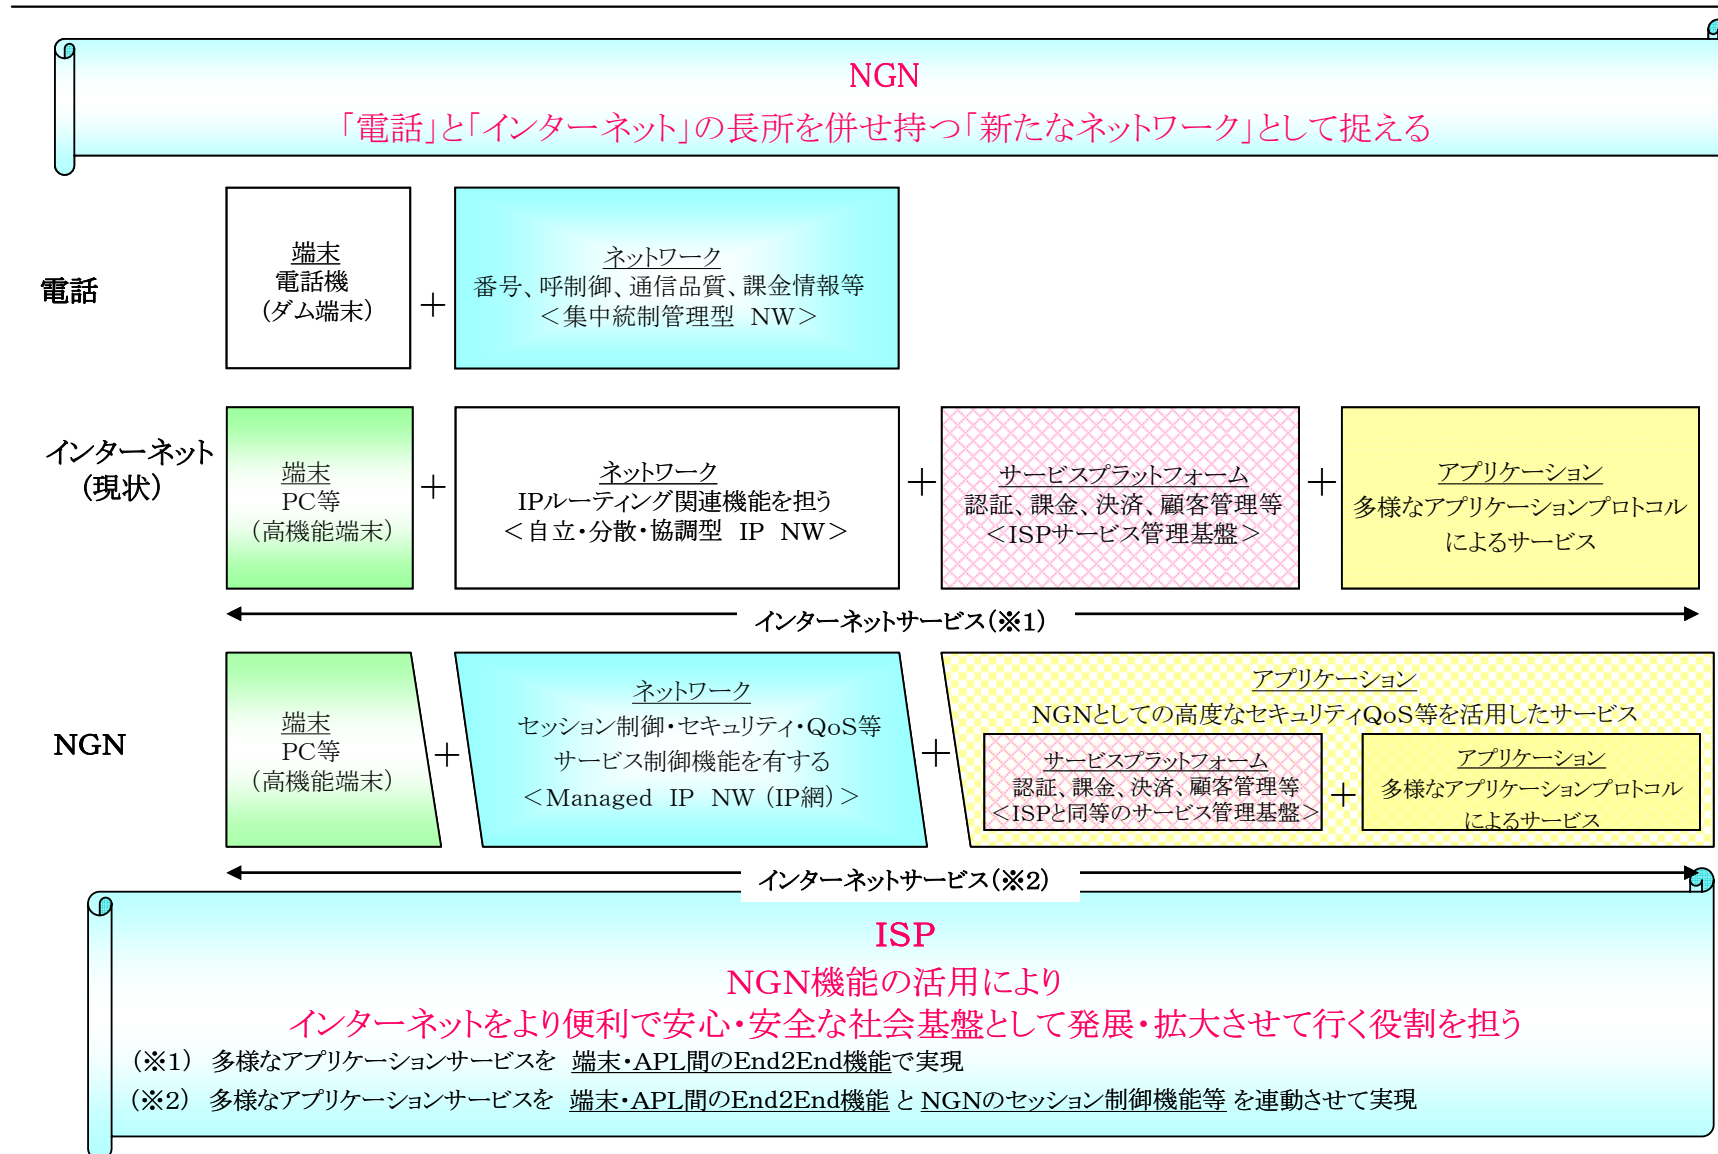 NGN
「電話」と「インターネット」の長所を併せ持つ「新たなネットワーク」として捉える
電話
端末
電話機
(ダム端末)
+
ネットワーク
番号、呼制御、通信品質、課金情報等
＜集中統制管理型 NW＞
インターネット
(現状)
端末
PC等
(高機能端末)
+
ネットワーク
IPルーティング関連機能を担う
＜自立・分散・協調型 IP NW＞
+
サービスプラットフォーム
認証、課金、決済、顧客管理等
＜ISPサービス管理基盤＞
+
アプリケーション
多様なアプリケーションプロトコル
によるサービス
インターネットサービス(※1)
NGN
端末
PC等
(高機能端末)
+
ネットワーク
セッション制御・セキュリティ・QoS等
サービス制御機能を有する
＜Managed IP NW (IP網)＞
+
アプリケーション
NGNとしての高度なセキュリティQoS等を活用したサービス
サービスプラットフォーム
認証、課金、決済、顧客管理等
＜ISPと同等のサービス管理基盤＞
+
アプリケーション
多様なアプリケーションプロトコル
によるサービス
インターネットサービス(※2)
ISP
NGN機能の活用により
インターネットをより便利で安心・安全な社会基盤として発展・拡大させて行く役割を担う
(※1) 多様なアプリケーションサービスを 端末・APL間のEnd2End機能で実現
(※2) 多様なアプリケーションサービスを 端末・APL間のEnd2End機能 と NGNのセッション制御機能等 を連動させて実現